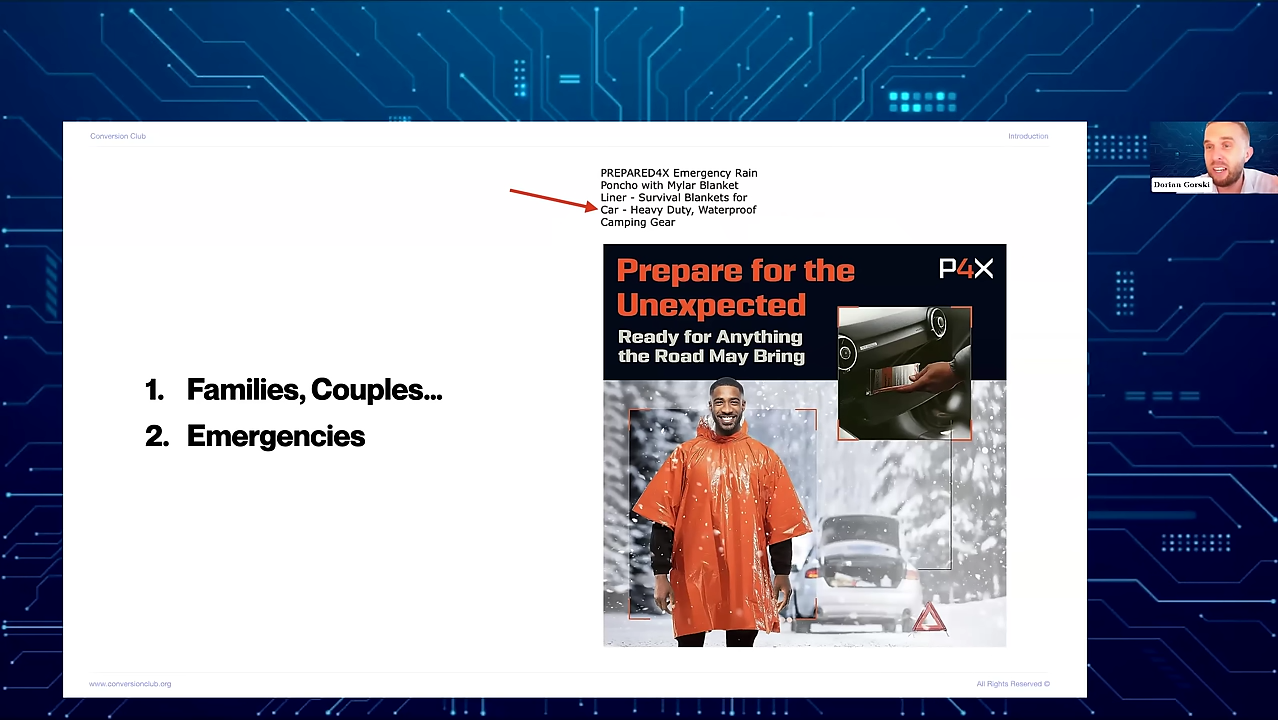 Conversion Club
Introduction
PREPARED4X Emergency Rain
Poncho with Mylar Blanket
Liner - Survival Blankets for
Car - Heavy Duty, Waterproof
Camping Gear
Prepare for the
Unexpected
P4X
Ready for Anything
the Road May Bring
1. Families, Couples...
2. Emergencies
Dorian Gorski
www.conversionclub.org
All Rights Reserved ©